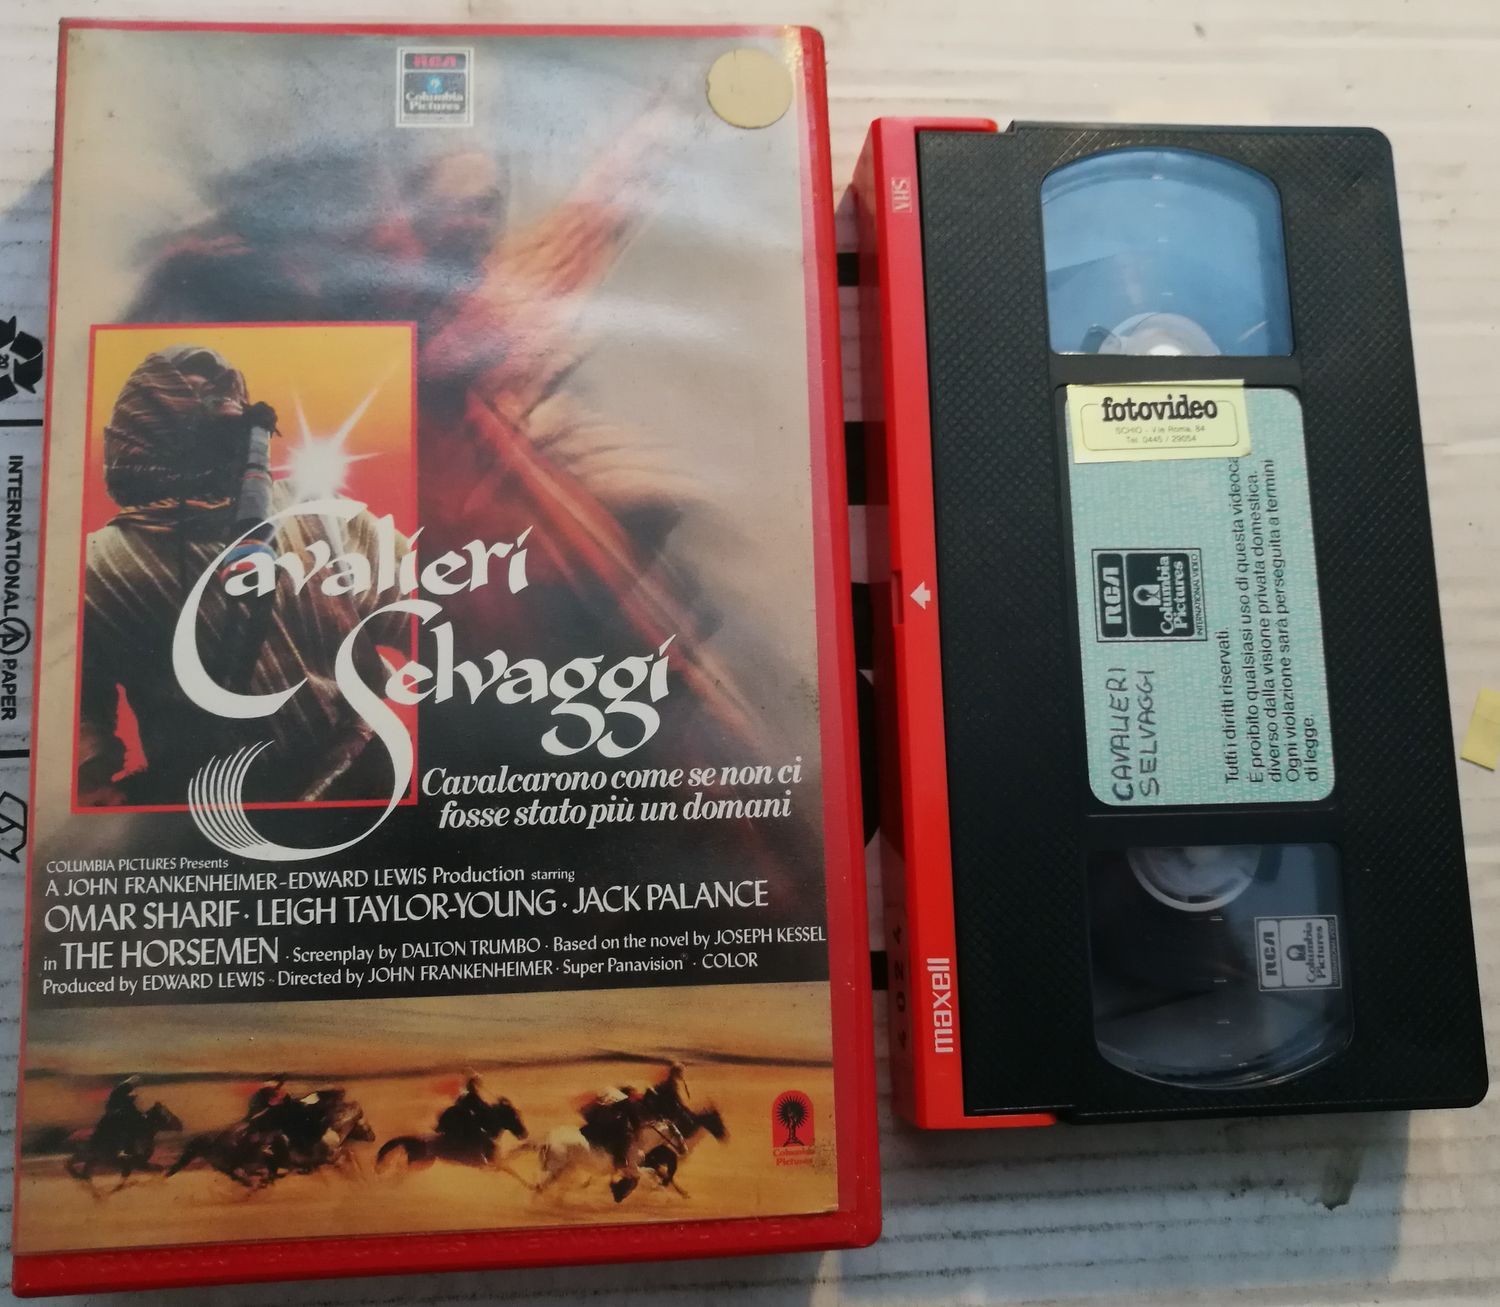 RCA
Columbia
Pictures
Cavalieri
Selvaggi
Cavalcarono come se non ci
fosse stato più un domani
COLUMBIA PICTURES Presents
A JOHN FRANKENHEIMER-EDWARD LEWIS Production starring
OMAR SHARIF · LEIGH TAYLOR-YOUNG · JACK PALANCE
in THE HORSEMEN · Screenplay by DALTON TRUMBO · Based on the novel by JOSEPH KESSEL
Produced by EDWARD LEWIS · Directed by JOHN FRANKENHEIMER · Super Panavision® · COLOR
Columbia
Pictures
20
INTERNATIONAL PAPER
VHS
maxell
4024
fotovideo
SCHIO - V.le Roma, 84
Tel. 0445 / 29054
RCA
Columbia
Pictures
INTERNATIONAL VIDEO
CAVALIERI
SELVAGGI
Tutti i diritti riservati.
È proibito qualsiasi uso di questa videoca
diverso dalla visione privata domestica.
Ogni violazione sarà perseguita a termini
di legge.
RCA
Columbia
Pictures